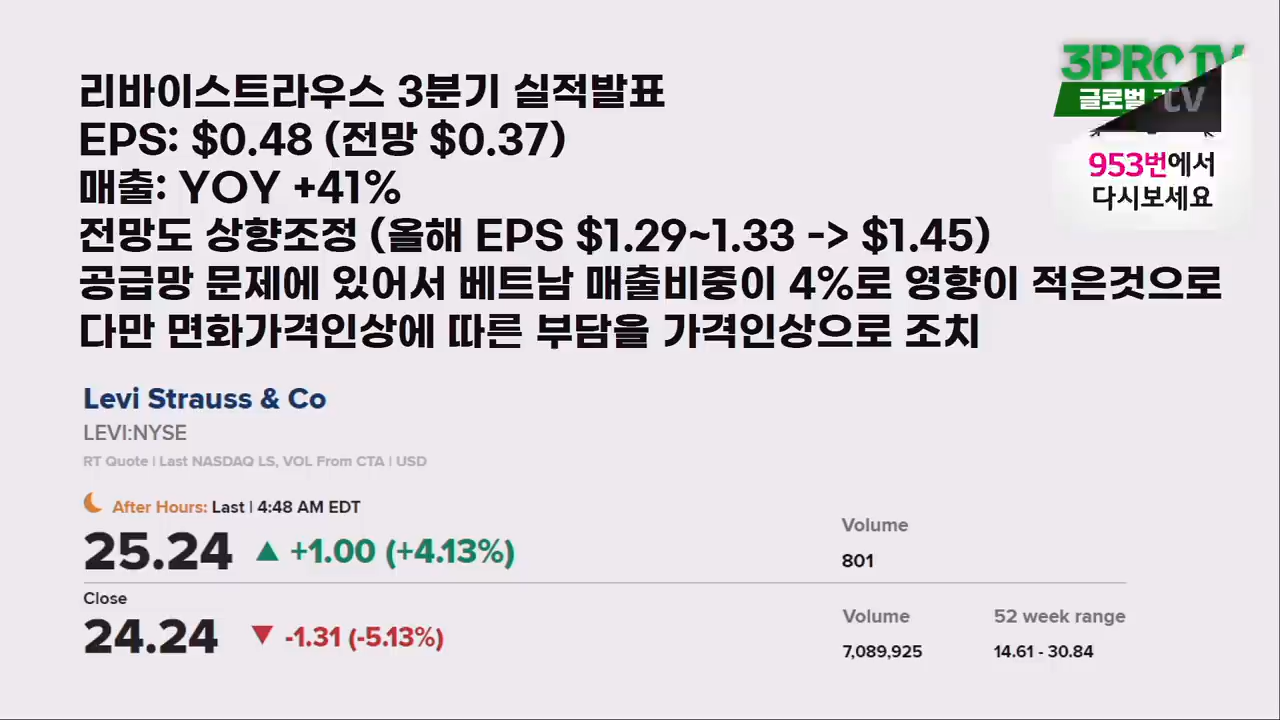 리바이스트라우스 3분기 실적발표
EPS: $0.48 (전망 $0.37)
매출: YOY +41%
전망도 상향조정 (올해 EPS $1.29~1.33 -> $1.45)
공급망 문제에 있어서 베트남 매출비중이 4%로 영향이 적은것으로
다만 면화가격인상에 따른 부담을 가격인상으로 조치
3PRO TV
글로벌
tv
953번에서
다시보세요
Levi Strauss & Co
LEVI:NYSE
RT Quote | Last NASDAQ LS, VOL From CTA | USD
After Hours: Last | 4:48 AM EDT
25.24 ▲ +1.00 (+4.13%)
Volume
801
Close
24.24 ▼ -1.31 (-5.13%)
Volume 52 week range
7,089,925 14.61 - 30.84